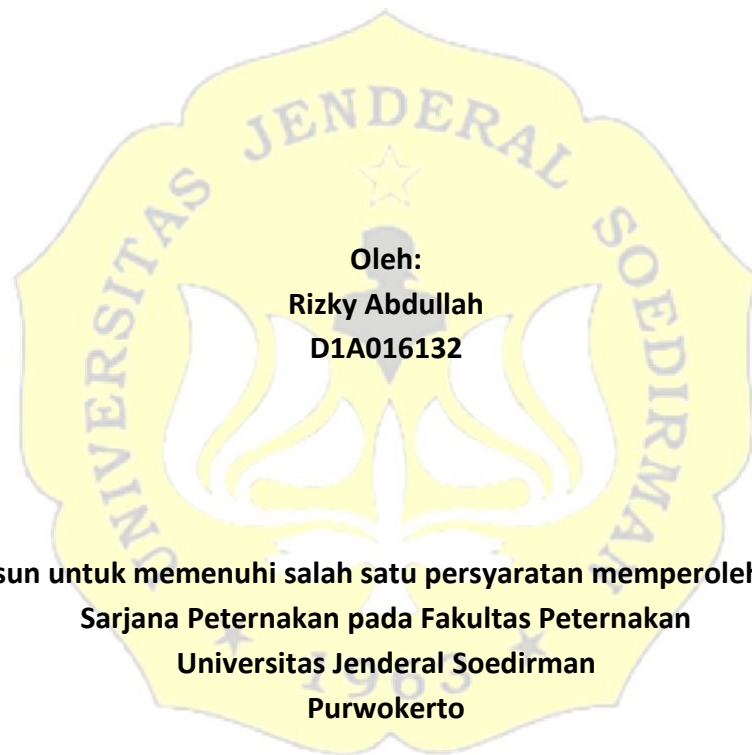 UNIVERSITAS JENDERAL SOEDIRMAN
Oleh:
Rizky Abdullah
D1A016132
sun untuk memenuhi salah satu persyaratan memperoleh
Sarjana Peternakan pada Fakultas Peternakan
Universitas Jenderal Soedirman
1963
Purwokerto